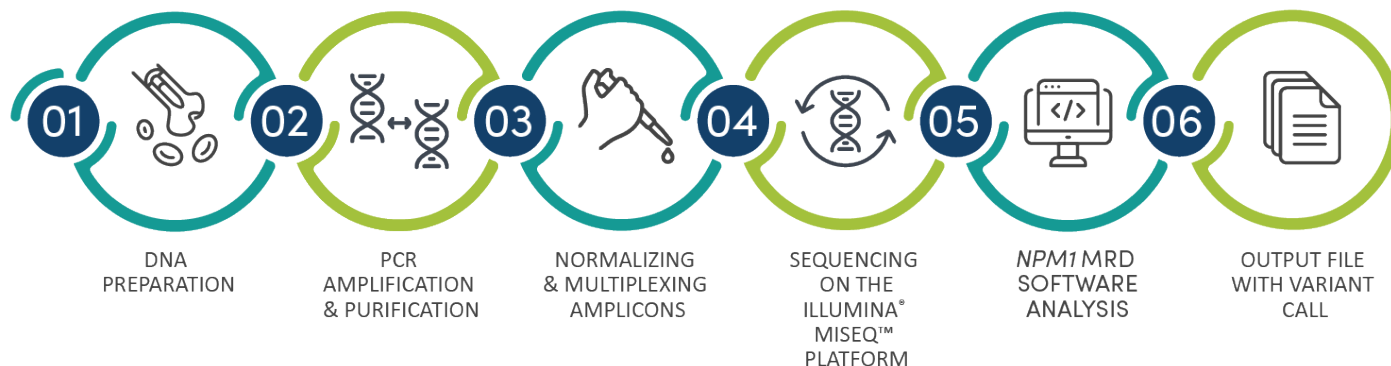 01
02
03
04
05
06
</>
DNA
PREPARATION
PCR
AMPLIFICATION
& PURIFICATION
NORMALIZING
& MULTIPLEXING
AMPLICONS
SEQUENCING
ON THE
ILLUMINA®
MISEQ™
PLATFORM
NPM1 MRD
SOFTWARE
ANALYSIS
OUTPUT FILE
WITH VARIANT
CALL